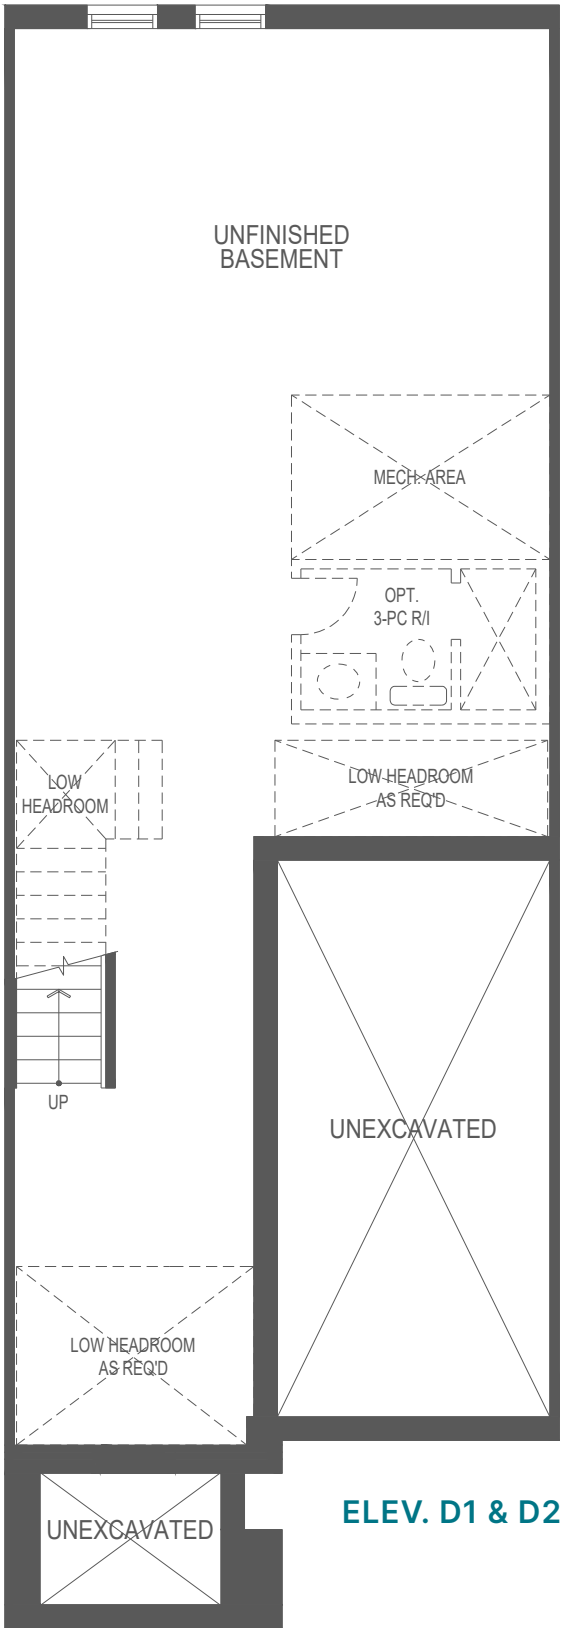 UNFINISHED
BASEMENT
MECH. AREA
OPT.
3-PC R/I
LOW
HEADROOM
LOW HEADROOM
AS REQ'D
UP
UNEXCAVATED
LOW HEADROOM
AS REQ'D
UNEXCAVATED
ELEV. D1 & D2